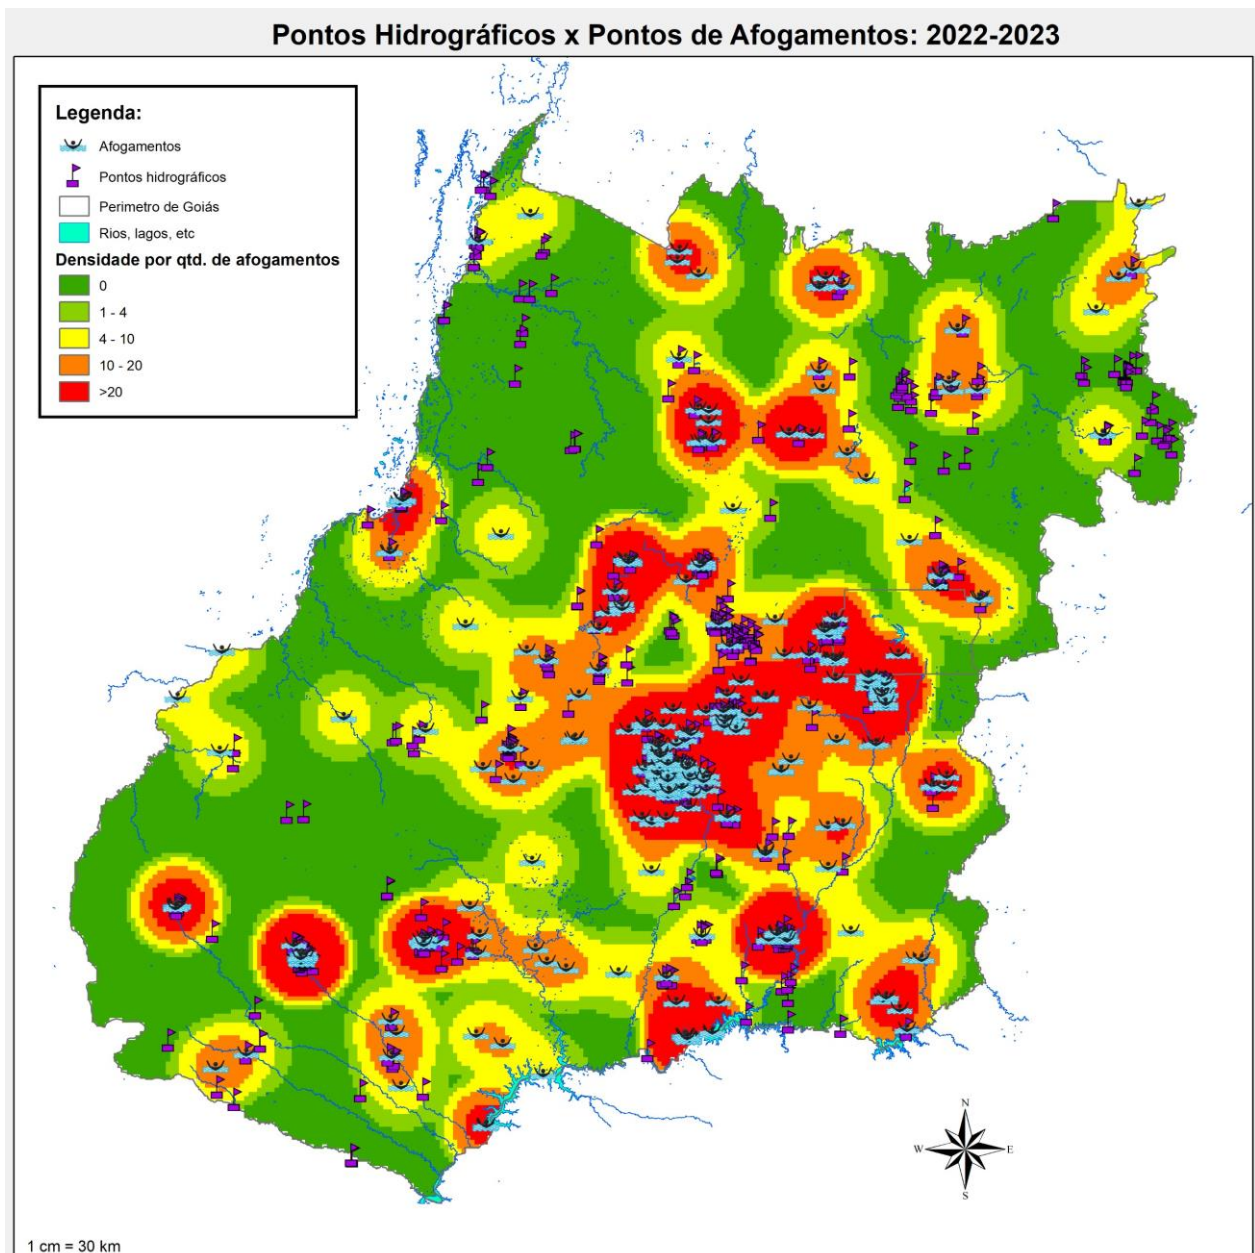 Pontos Hidrográficos x Pontos de Afogamentos: 2022-2023
Legenda:
Afogamentos
Pontos hidrográficos
Perimetro de Goiás
Rios, lagos, etc
Densidade por qtd. de afogamentos
0
1 - 4
4 - 10
10 - 20
>20
N
W
E
S
1 cm = 30 km